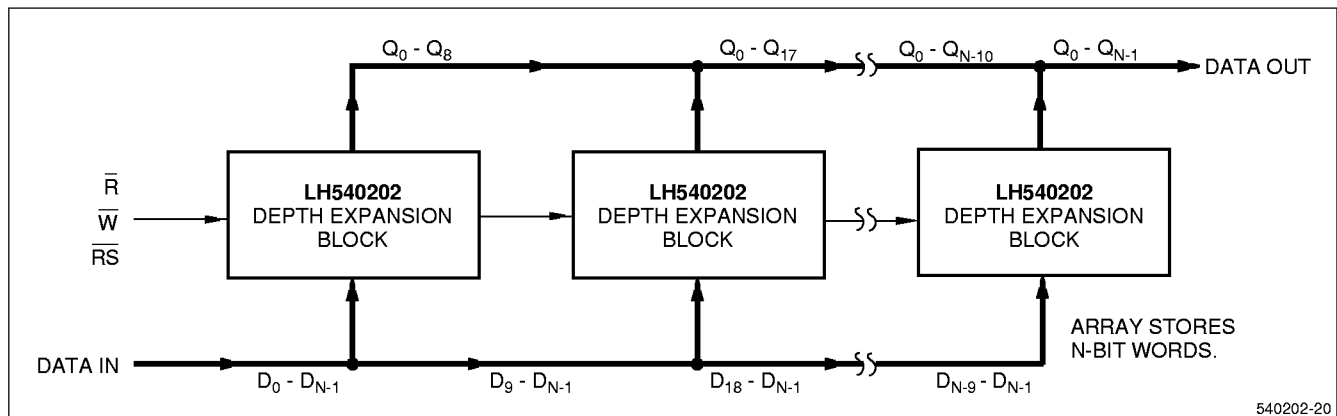 Q0 - Q8
Q0 - Q17
Q0 - QN-10
Q0 - QN-1
DATA OUT
R
W
RS
LH540202
DEPTH EXPANSION
BLOCK
LH540202
DEPTH EXPANSION
BLOCK
LH540202
DEPTH EXPANSION
BLOCK
ARRAY STORES
N-BIT WORDS.
DATA IN
D0 - DN-1
D9 - DN-1
D18 - DN-1
DN-9 - DN-1
540202-20